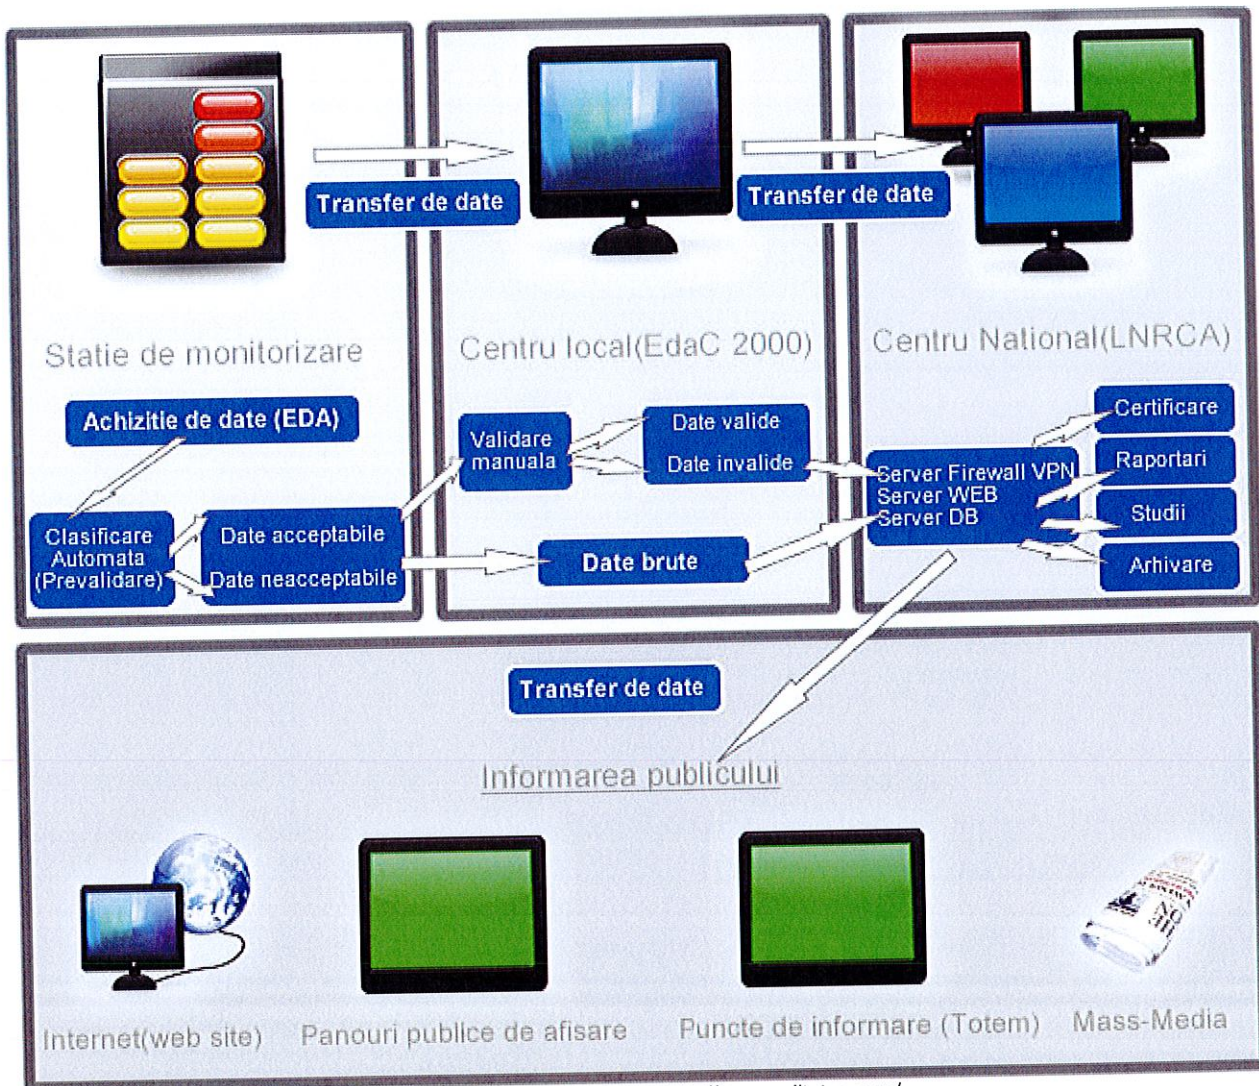 Transfer de date
Transfer de date
Statie de monitorizare
Centru local(EdaC 2000)
Centru National(LNRCA)
Achizitie de date (EDA)
Clasificare
Automata
(Prevalidare)
Date acceptabile
Date neacceptabile
Validare
manuala
Date valide
Date invalide
Date brute
Server Firewall VPN
Server WEB
Server DB
Certificare
Raportari
Studii
Arhivare
Transfer de date
Informarea publicului
Internet(web site)
Panouri publice de afisare
Puncte de informare (Totem)
Mass-Media